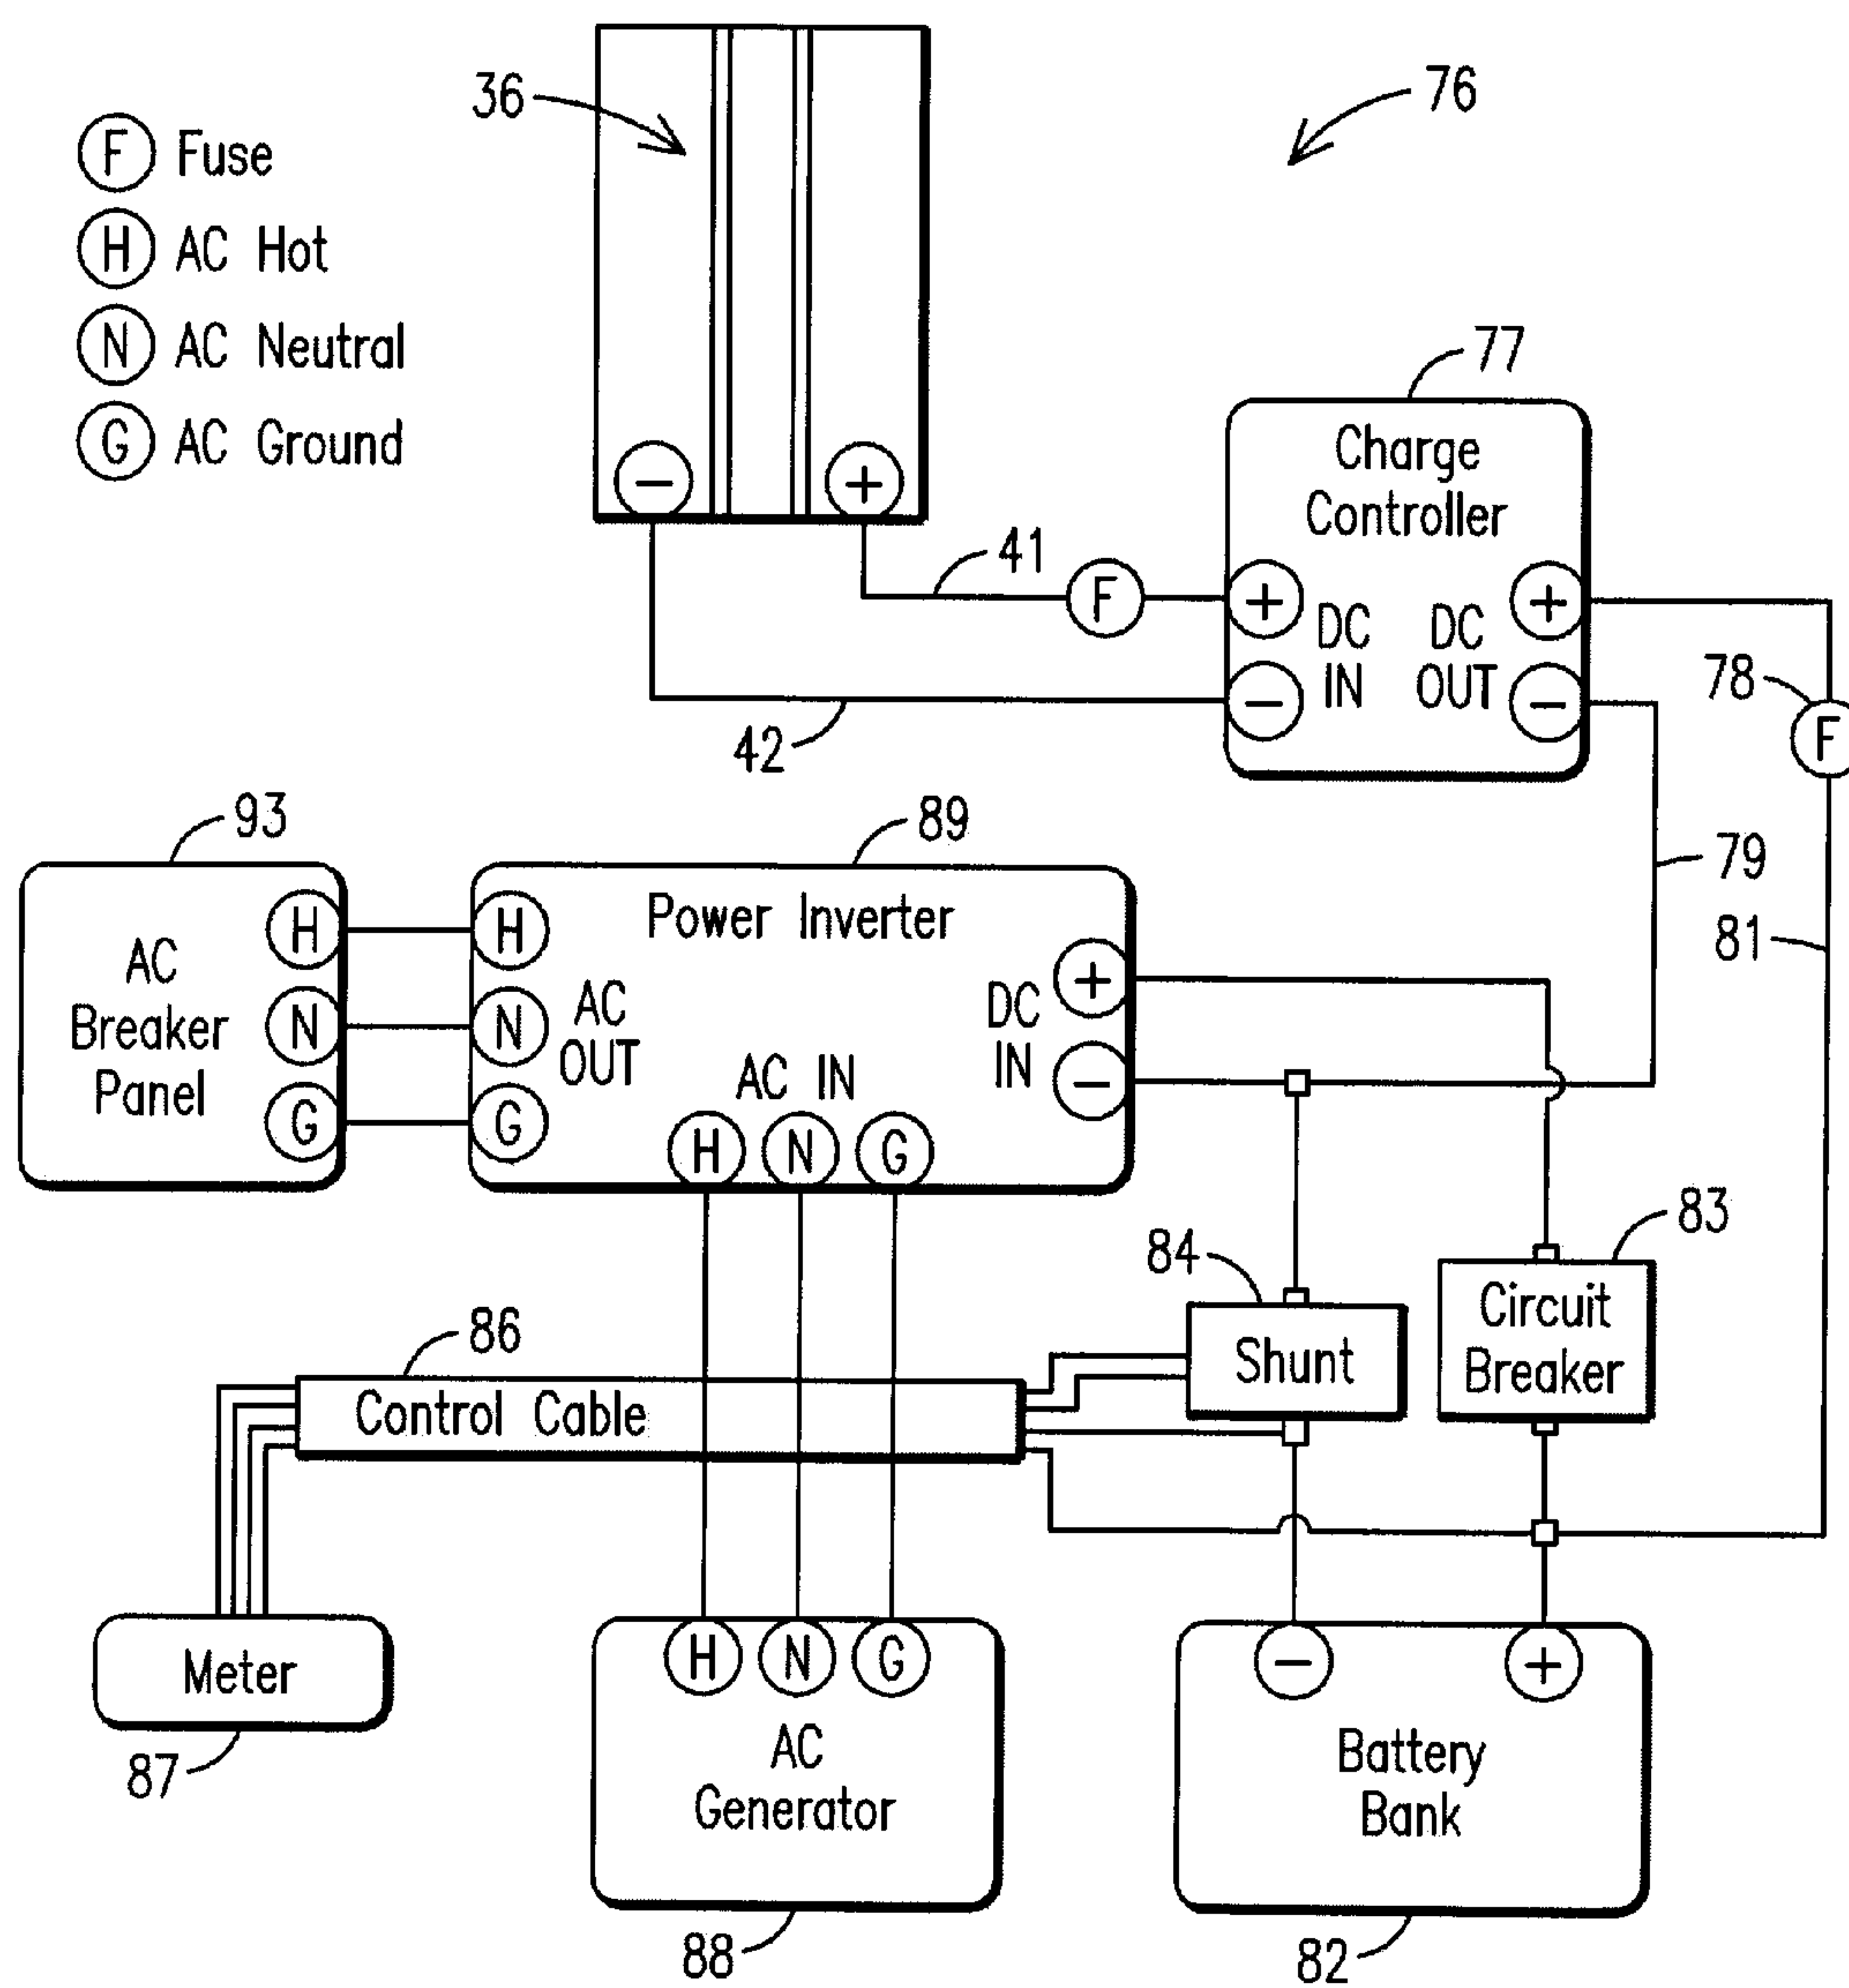 36
76
F Fuse
H AC Hot
N AC Neutral
G AC Ground
77
Charge
Controller
− +
41
F
+ DC IN
− 
DC OUT +
−
42
78
F
93
89
79
81
AC
Breaker
Panel
H
N
G
Power Inverter
H
N
G
AC
OUT
AC IN
H N G
DC
IN
+
−
84
83
86
Control Cable
Shunt
Circuit
Breaker
Meter
87
H N G
AC
Generator
88
− +
Battery
Bank
82